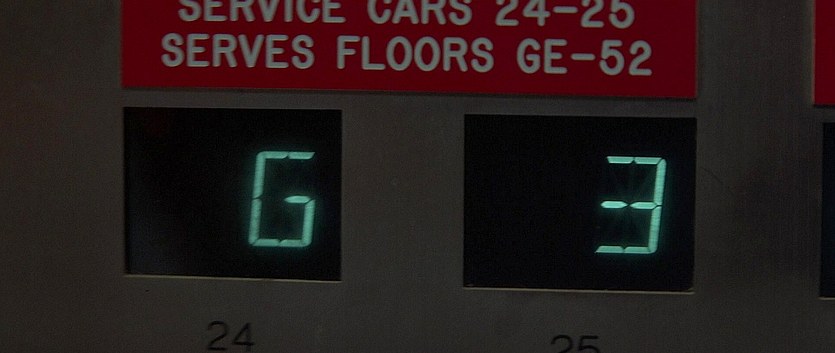 SERVICE CARS 24-25
SERVES FLOORS GE-52
G 3
24 25